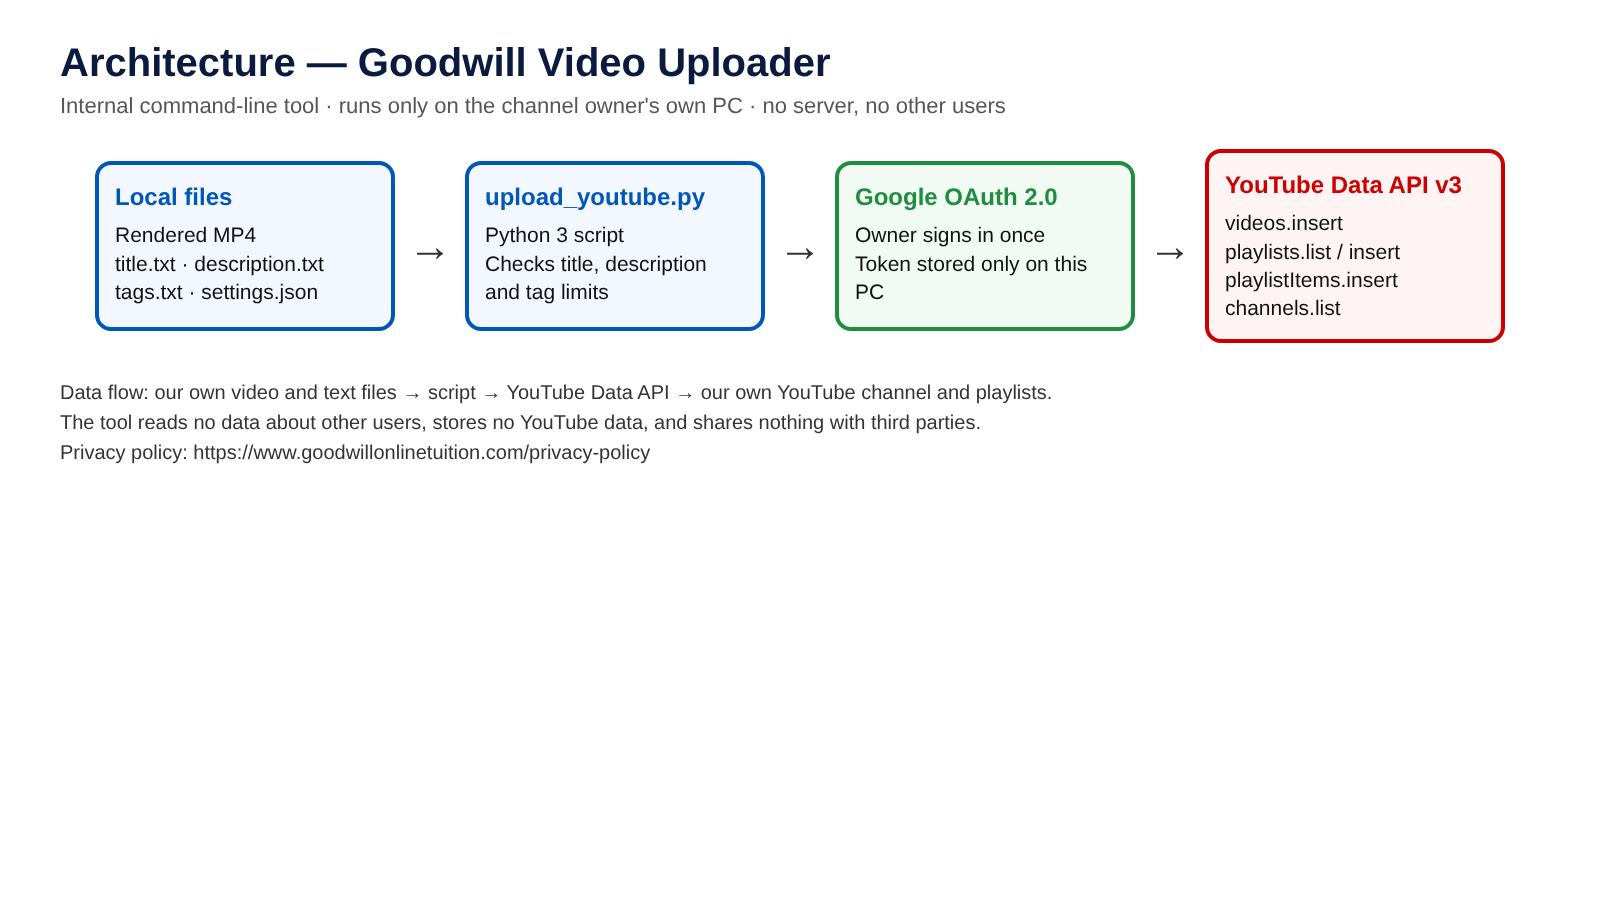 Architecture — Goodwill Video Uploader
Internal command-line tool · runs only on the channel owner's own PC · no server, no other users
Local files
Rendered MP4
title.txt · description.txt
tags.txt · settings.json
→
upload_youtube.py
Python 3 script
Checks title, description
and tag limits
→
Google OAuth 2.0
Owner signs in once
Token stored only on this
PC
→
YouTube Data API v3
videos.insert
playlists.list / insert
playlistItems.insert
channels.list
Data flow: our own video and text files → script → YouTube Data API → our own YouTube channel and playlists.
The tool reads no data about other users, stores no YouTube data, and shares nothing with third parties.
Privacy policy: https://www.goodwillonlinetuition.com/privacy-policy